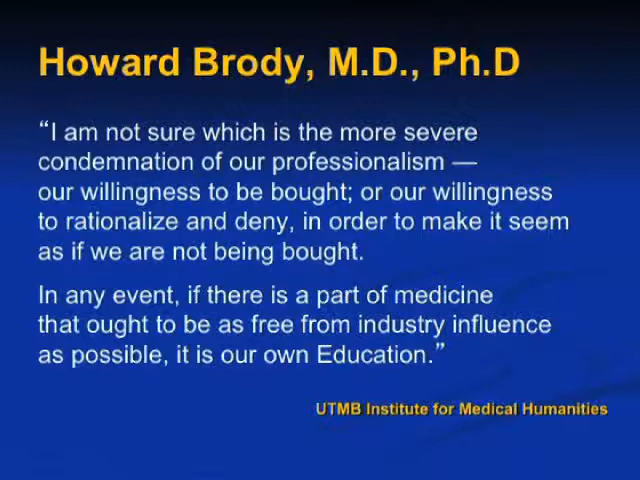 Howard Brody, M.D., Ph.D
“I am not sure which is the more severe
condemnation of our professionalism —
our willingness to be bought; or our willingness
to rationalize and deny, in order to make it seem
as if we are not being bought.
In any event, if there is a part of medicine
that ought to be as free from industry influence
as possible, it is our own Education.”
UTMB Institute for Medical Humanities